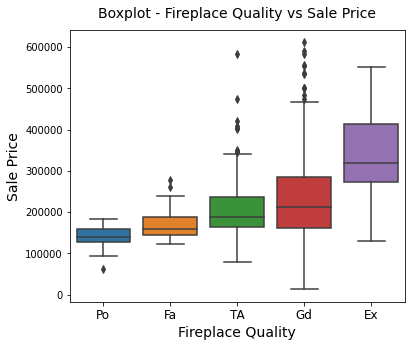 Boxplot - Fireplace Quality vs Sale Price
600000
500000
400000
300000
200000
100000
0
Sale Price
Po Fa TA Gd Ex
Fireplace Quality